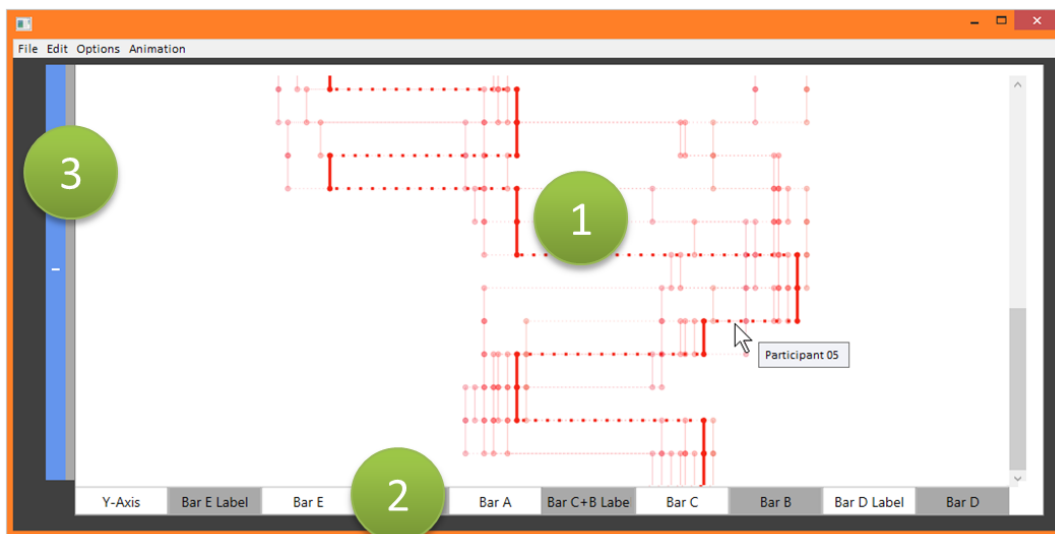 File Edit Options Animation
3
1
–
Participant 05
2
Y-Axis Bar E Label Bar E Bar A Bar C+B Labe Bar C Bar B Bar D Label Bar D